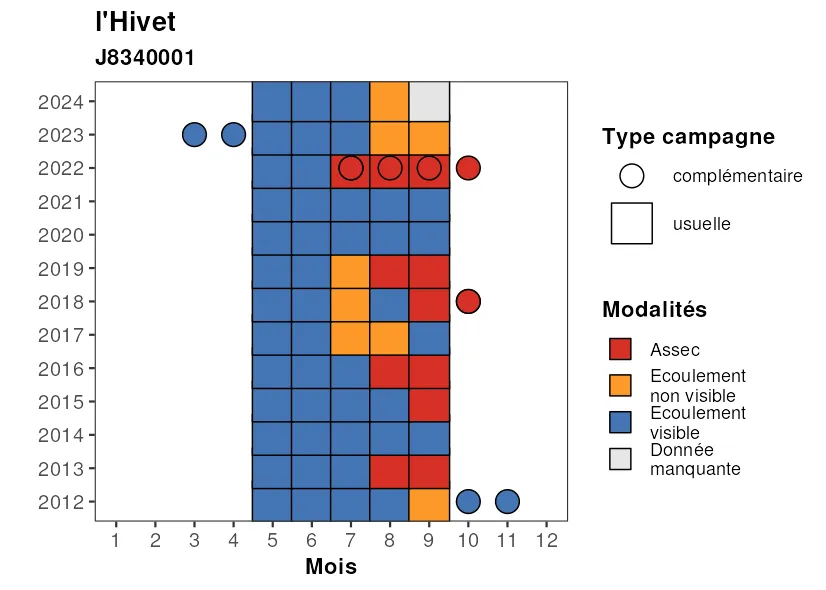 l'Hivet
J8340001
2024
2023
2022
2021
2020
2019
2018
2017
2016
2015
2014
2013
2012
1 2 3 4 5 6 7 8 9 10 11 12
Mois
Type campagne
complémentaire
usuelle
Modalités
Assec
Ecoulement
non visible
Ecoulement
visible
Donnée
manquante